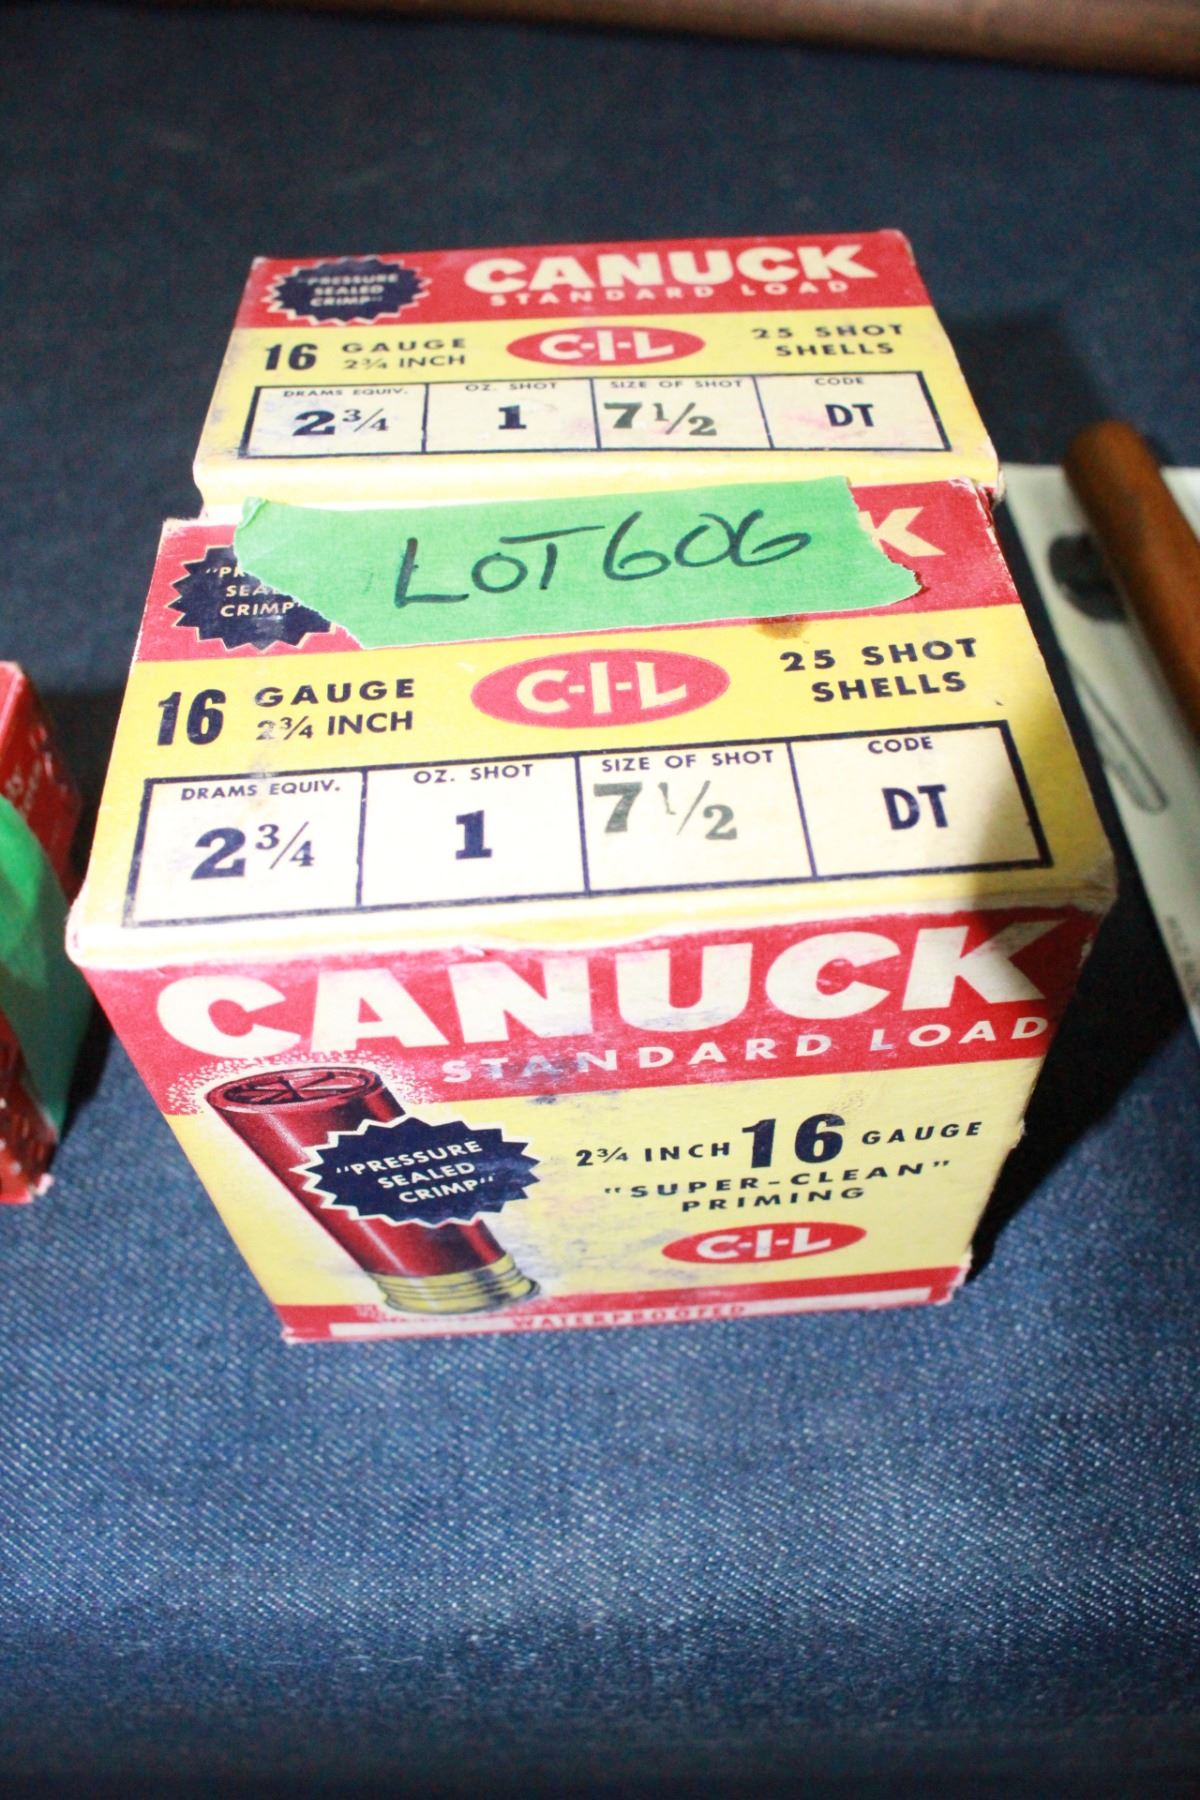 "PRESSURE
SEALED
CRIMP"
CANUCK
STANDARD LOAD
16 GAUGE
2¾ INCH
C-I-L
25 SHOT
SHELLS
DRAMS EQUIV.
2¾
OZ. SHOT
1
SIZE OF SHOT
7½
CODE
DT
LOT 606
"PR
SEA
CRIMP"
K
16 GAUGE
2¾ INCH
C-I-L
25 SHOT
SHELLS
DRAMS EQUIV.
2¾
OZ. SHOT
1
SIZE OF SHOT
7½
CODE
DT
CANUCK
STANDARD LOAD
"PRESSURE
SEALED
CRIMP"
2¾ INCH 16 GAUGE
"SUPER-CLEAN"
PRIMING
C-I-L
WATERPROOFED